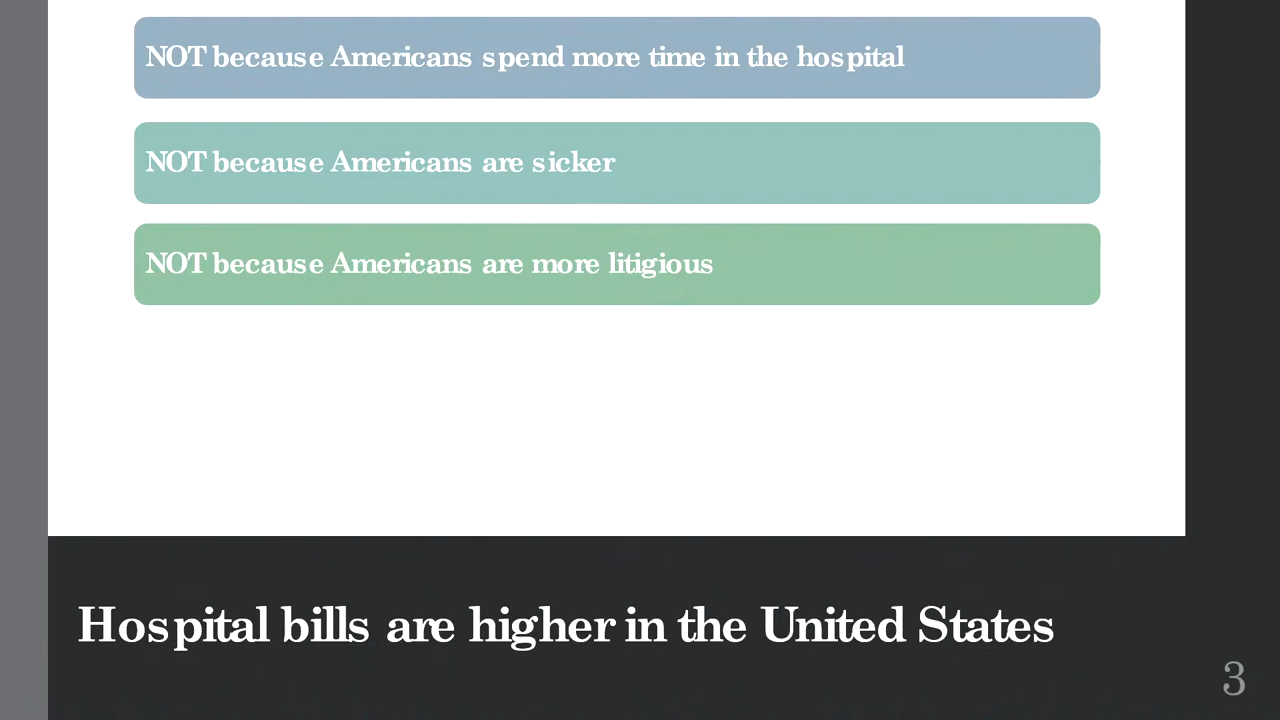 NOT because Americans spend more time in the hospital
NOT because Americans are sicker
NOT because Americans are more litigious
Hospital bills are higher in the United States
3